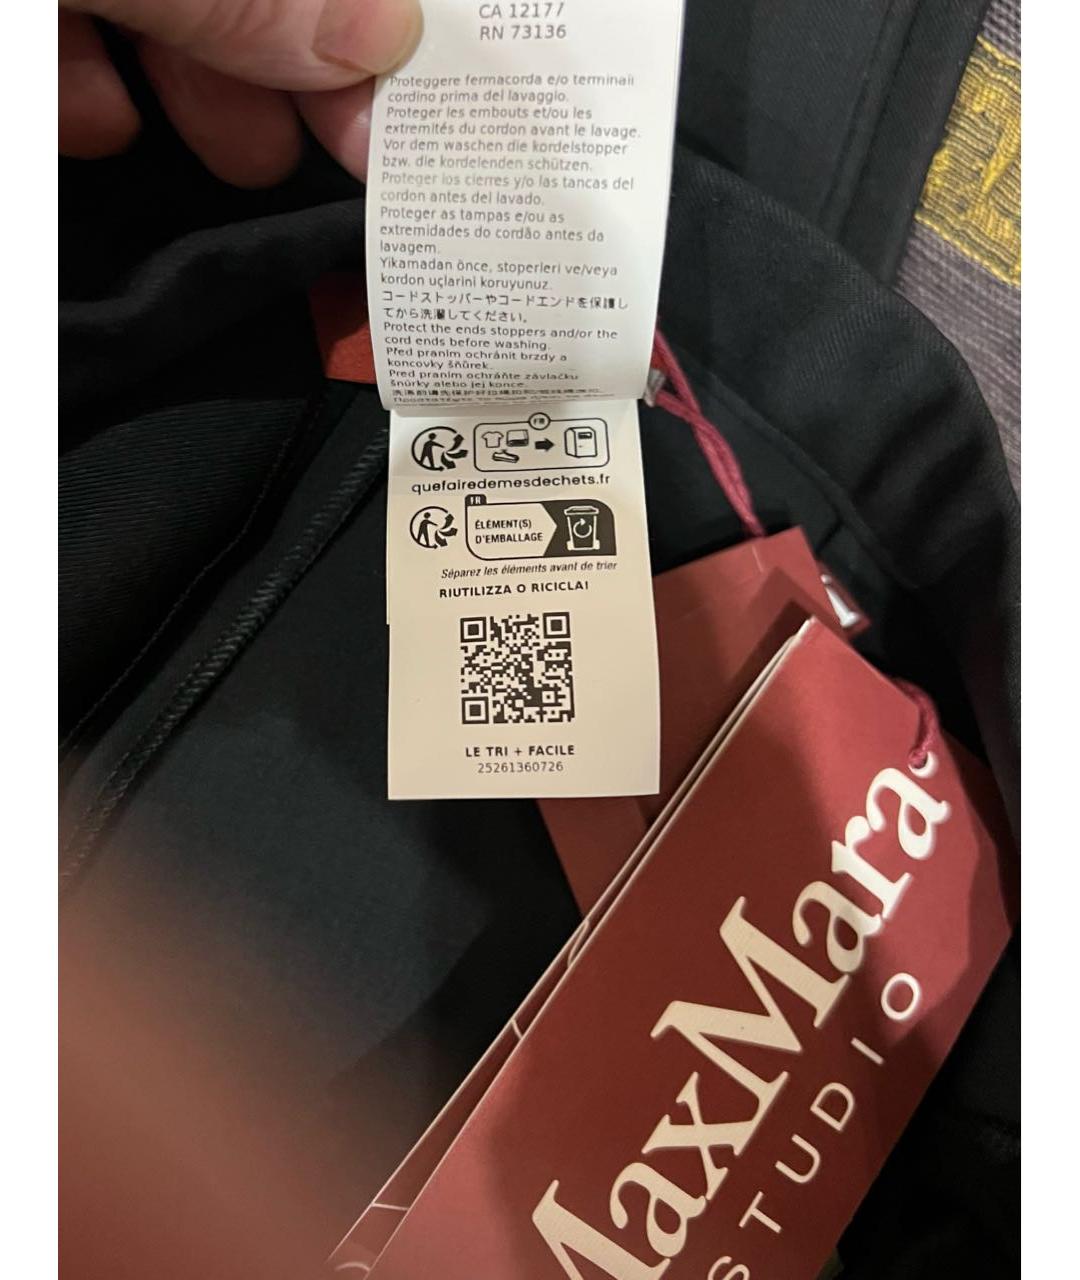 CA 12177
RN 73136
Proteggere fermacorda e/o terminali
cordino prima del lavaggio.
Proteger les embouts et/ou les
extremités du cordon avant le lavage.
Vor dem waschen die kordelstopper
bzw. die kordelenden schützen.
Proteger los cierres y/o las tancas del
cordon antes del lavado.
Proteger as tampas e/ou as
extremidades do cordão antes da
lavagem.
Yikamadan önce, stoperleri ve/veya
kordon uçlarini koruyunuz.
コードストッパーやコードエンドを保護し
てから洗濯してください。
Protect the ends stoppers and/or the
cord ends before washing.
Před praním ochránit brzdy a
koncovky šňůrek.
Pred praním ochráňte závlačku
šnúrky alebo jej konce.
FR
quefairedemesdechets.fr
FR
ÉLÉMENT(S)
D'EMBALLAGE
Séparez les éléments avant de trier
RIUTILIZZA O RICICLA!
LE TRI + FACILE
25261360726
MaxMara
STUDIO